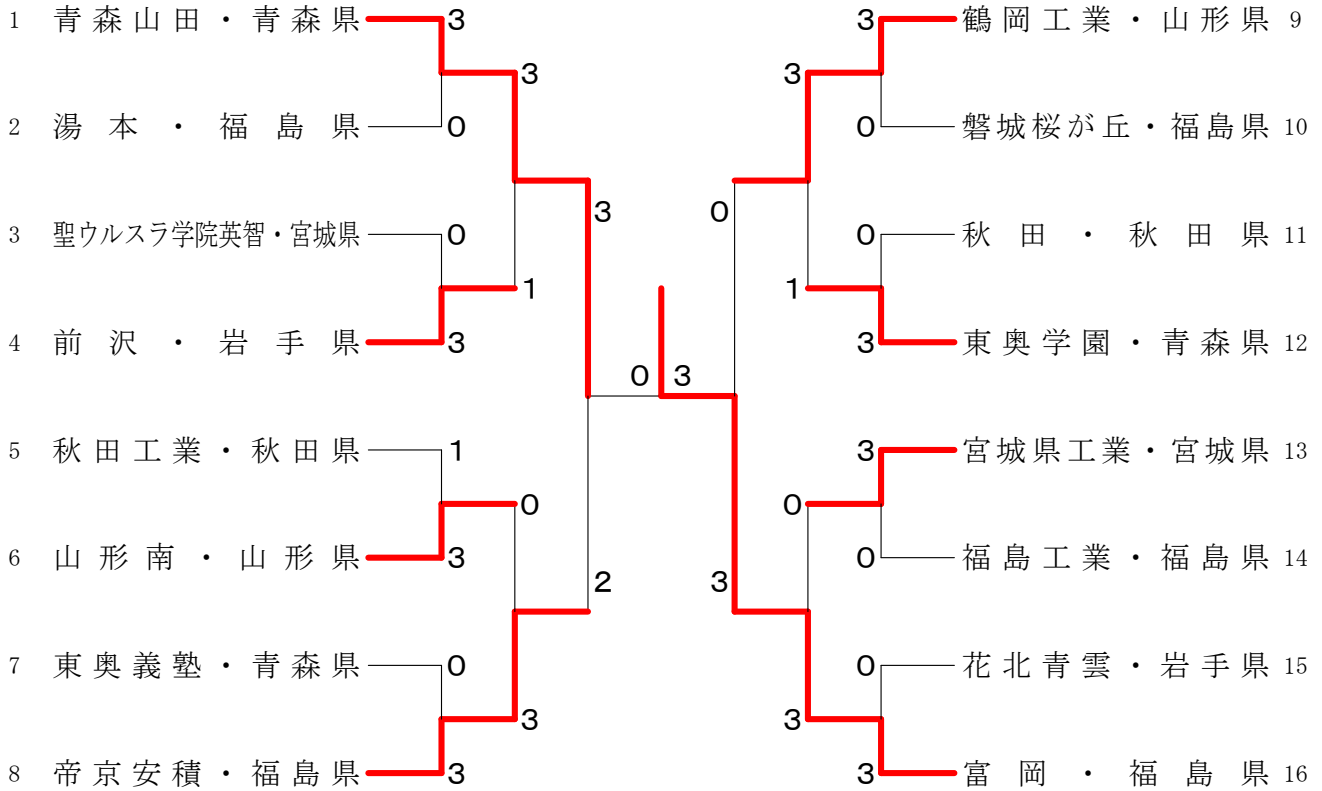 1 青森山田・青森県 3
3
2 湯本・福島県 0
3
3 聖ウルスラ学院英智・宮城県 0
1
4 前沢・岩手県 3
0 3
5 秋田工業・秋田県 1
0
6 山形南・山形県 3
2
7 東奥義塾・青森県 0
3
8 帝京安積・福島県 3
3 鶴岡工業・山形県 9
3
0 磐城桜が丘・福島県 10
0
0 秋田・秋田県 11
1
3 東奥学園・青森県 12
3 宮城県工業・宮城県 13
0
0 福島工業・福島県 14
3
0 花北青雲・岩手県 15
3
3 富岡・福島県 16